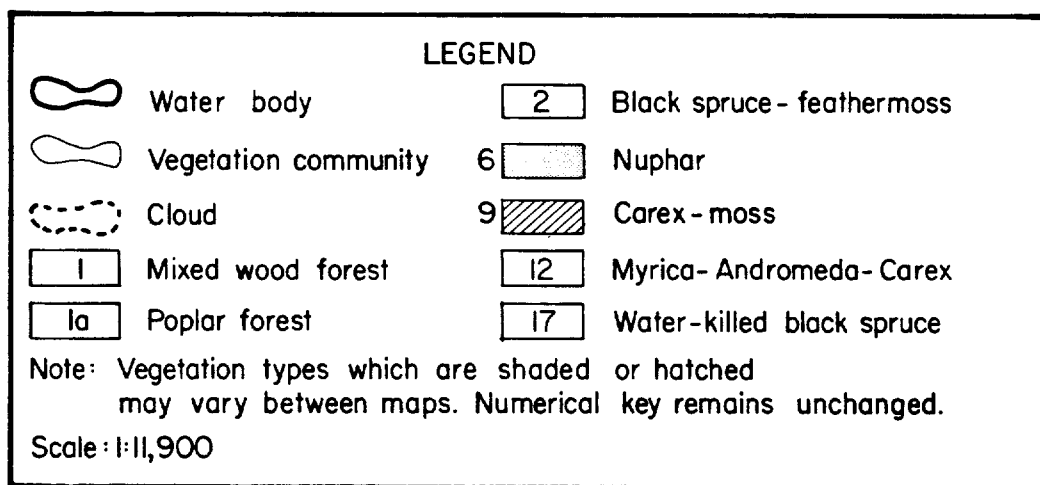 LEGEND
Water body
Vegetation community
Cloud
1 Mixed wood forest
1a Poplar forest
2 Black spruce - feathermoss
6 Nuphar
9 Carex - moss
12 Myrica - Andromeda - Carex
17 Water-killed black spruce
Note: Vegetation types which are shaded or hatched
may vary between maps. Numerical key remains unchanged.
Scale: 1:11,900